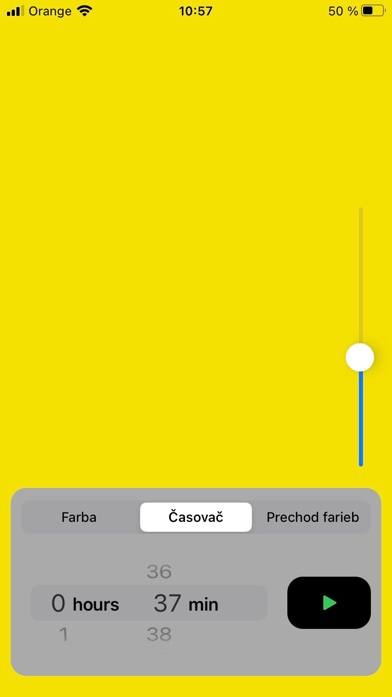 Orange 10:57 50 %
Farba Časovač Prechod farieb
36
0 hours 37 min
1 38